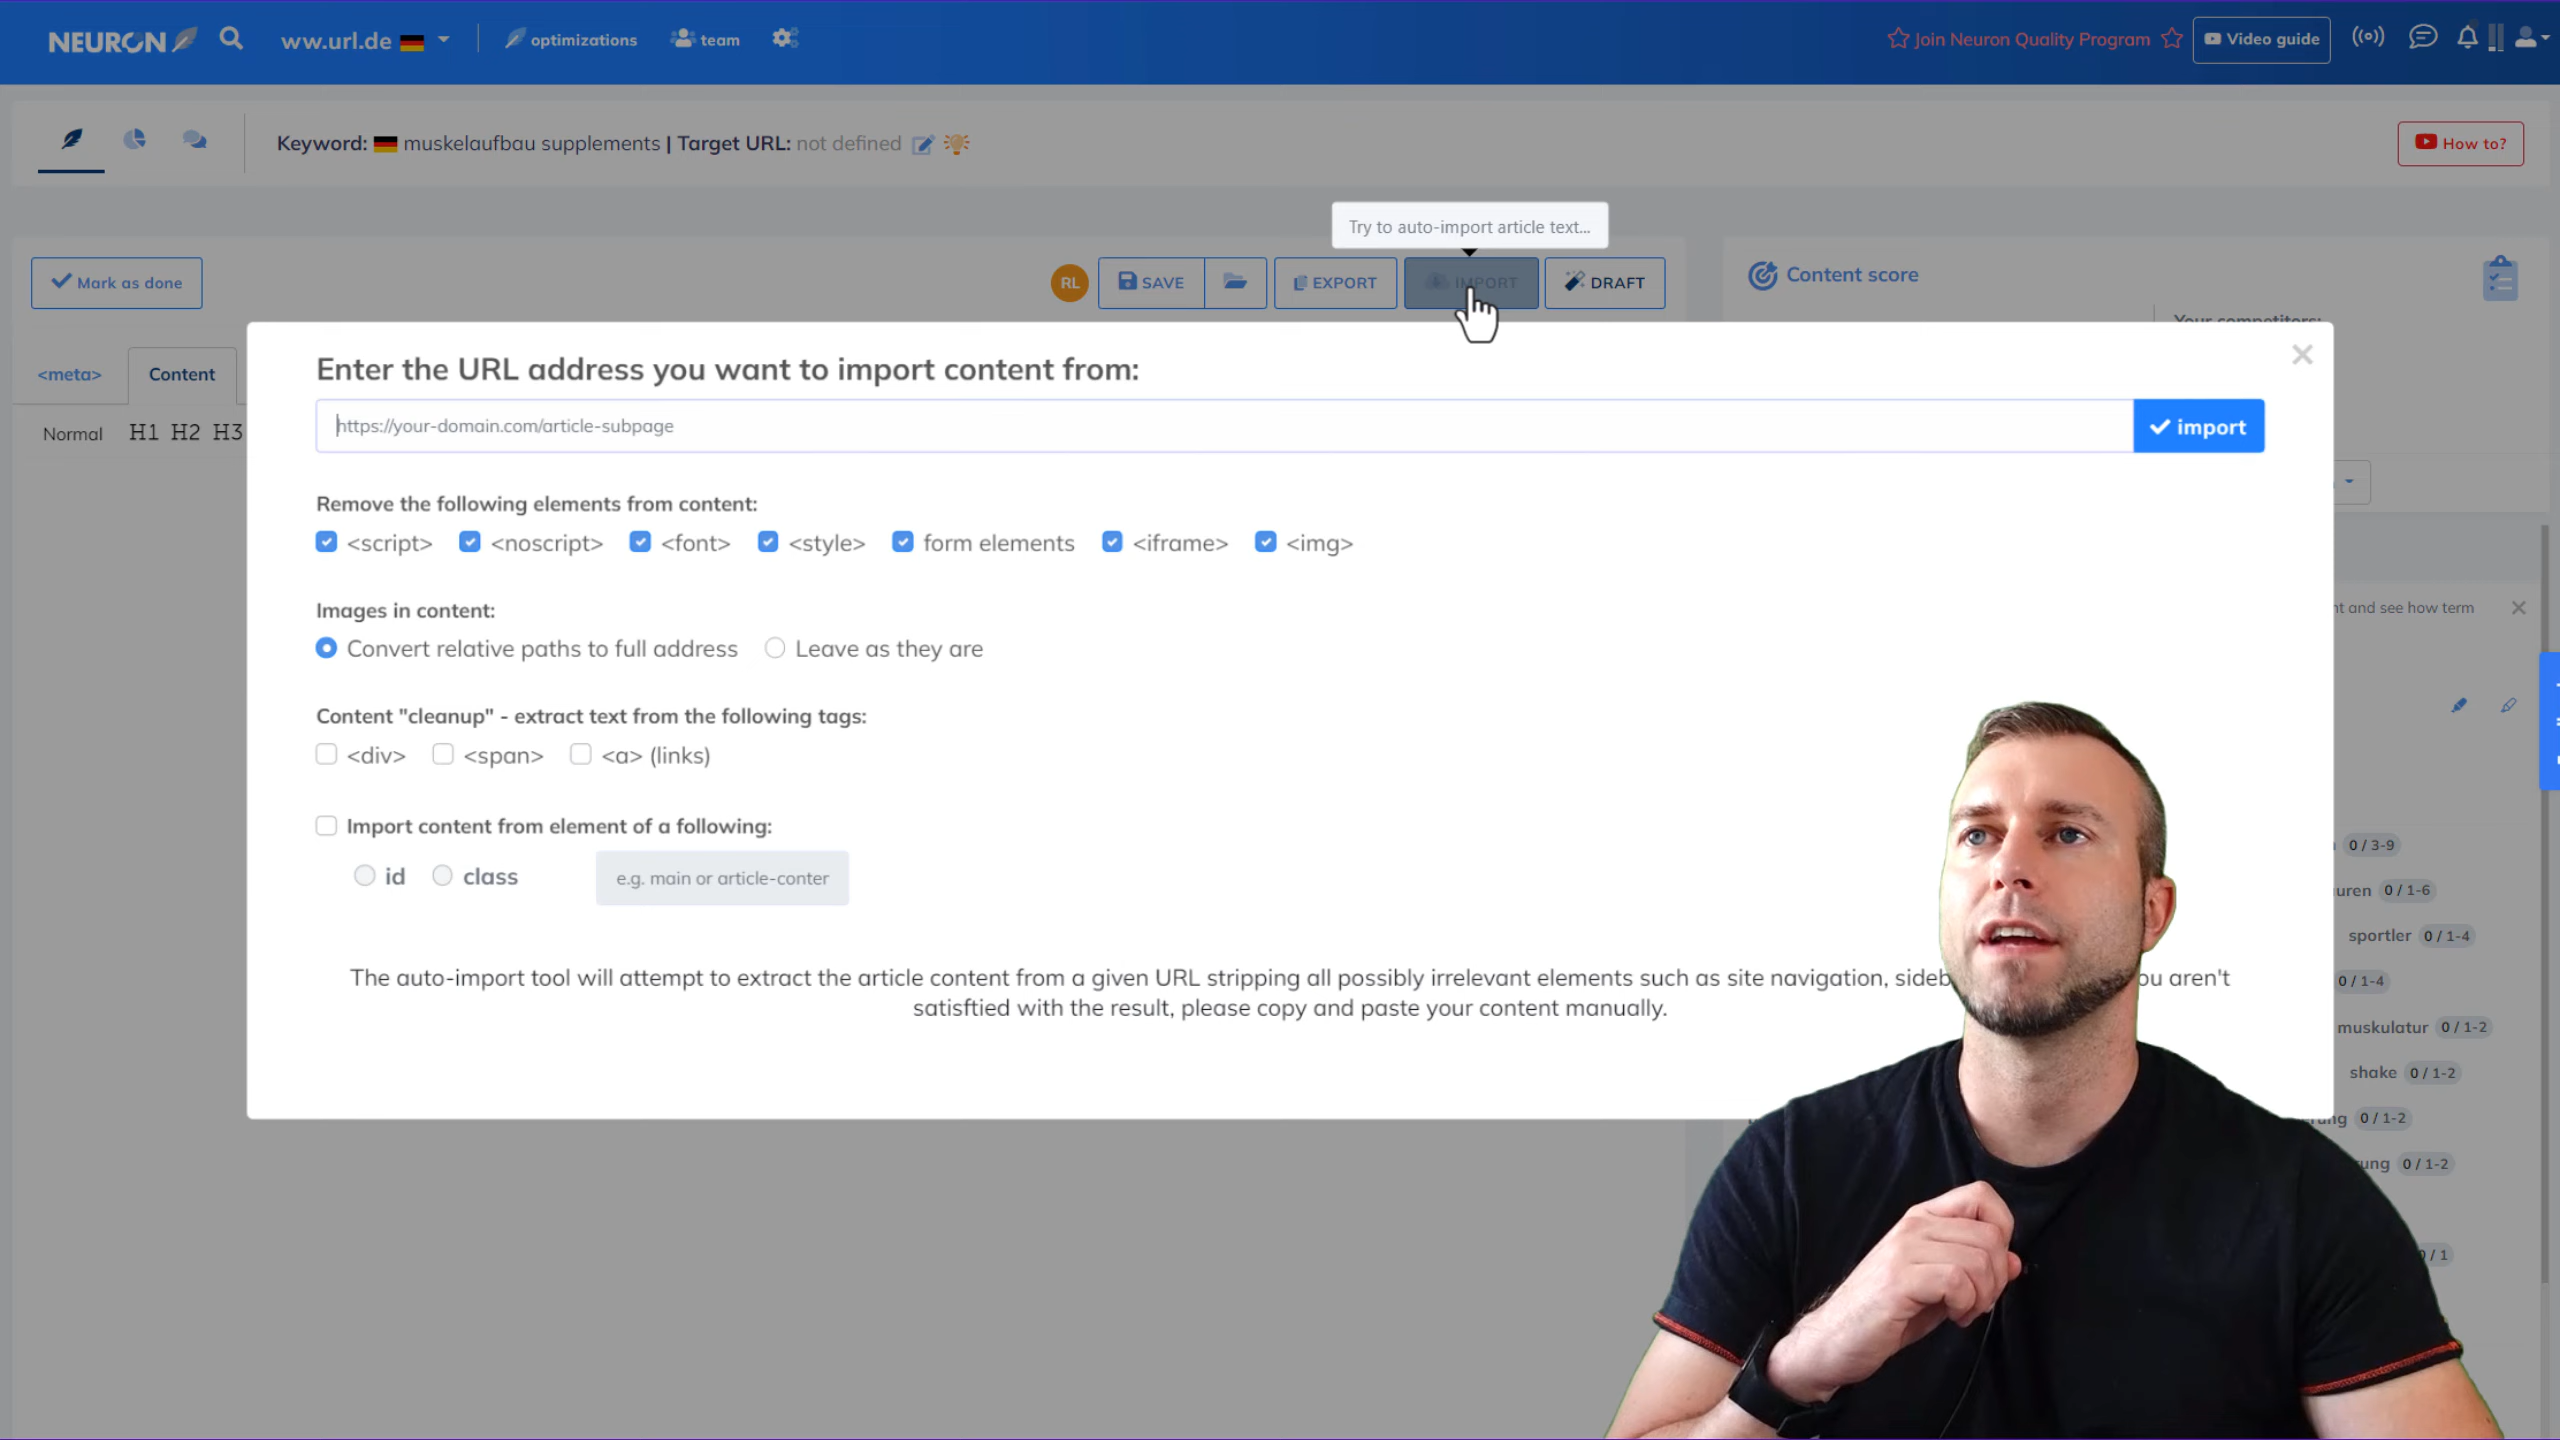 NEURON
ww.url.de
optimizations
team
Join Neuron Quality Program
Video guide
Keyword: muskelaufbau supplements | Target URL: not defined
How to?
Try to auto-import article text...
Mark as done
RL
SAVE
EXPORT
IMPORT
DRAFT
Content score
Your competitors:
<meta>
Content
Normal H1 H2 H3
Enter the URL address you want to import content from:
https://your-domain.com/article-subpage
import
Remove the following elements from content:
<script> <noscript> <font> <style> form elements <iframe> <img>
Images in content:
Convert relative paths to full address Leave as they are
Content "cleanup" - extract text from the following tags:
<div> <span> <a> (links)
Import content from element of a following:
id class e.g. main or article-conter
The auto-import tool will attempt to extract the article content from a given URL stripping all possibly irrelevant elements such as site navigation, aren't
satisftied with the result, please copy and paste your content manually.
and see how term
0 / 3-9
0 / 1-6
sportler 0 / 1-4
0 / 1-4
muskulatur 0 / 1-2
shake 0 / 1-2
0 / 1-2
0 / 1-2
/ 1